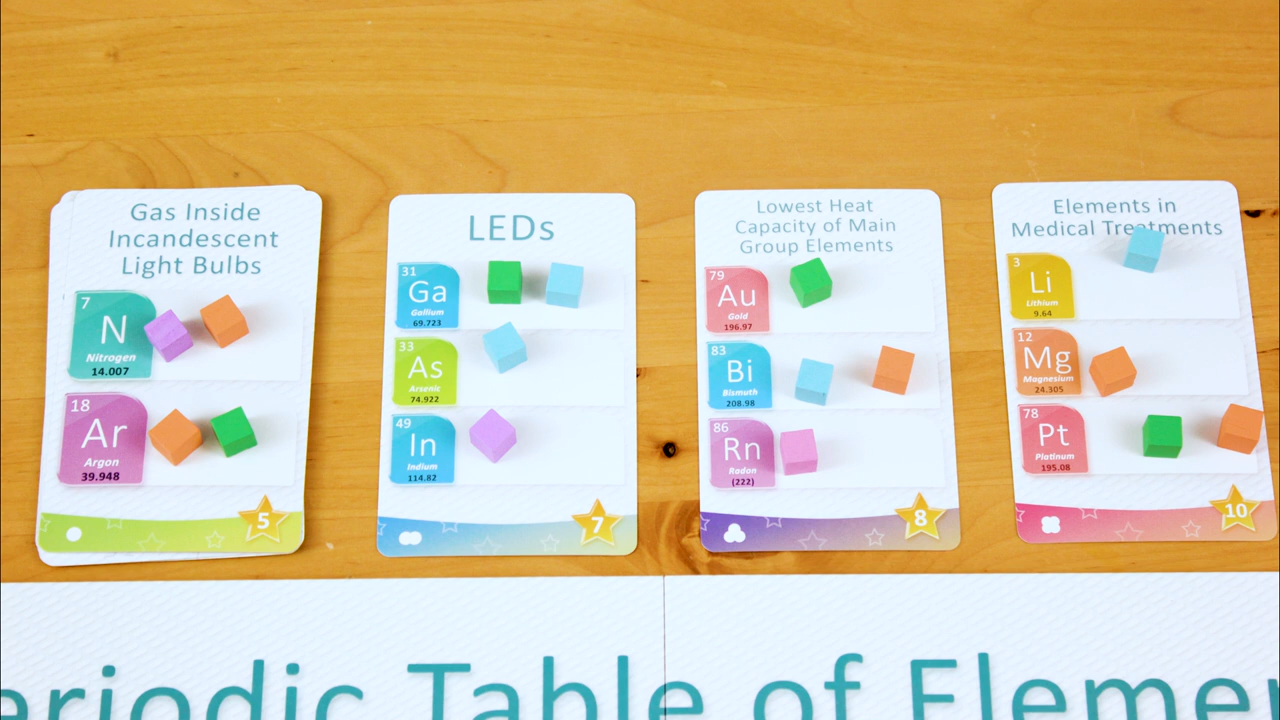 Gas Inside
Incandescent
Light Bulbs
7
N
Nitrogen
14.007
18
Ar
Argon
39.948
5
LEDs
31
Ga
Gallium
69.723
33
As
Arsenic
74.922
49
In
Indium
114.82
7
Lowest Heat
Capacity of Main
Group Elements
79
Au
Gold
196.97
83
Bi
Bismuth
208.98
86
Rn
Radon
(222)
8
Elements in
Medical Treatments
3
Li
Lithium
9.64
12
Mg
Magnesium
24.305
78
Pt
Platinum
195.08
10
eriodic Table of Elemen